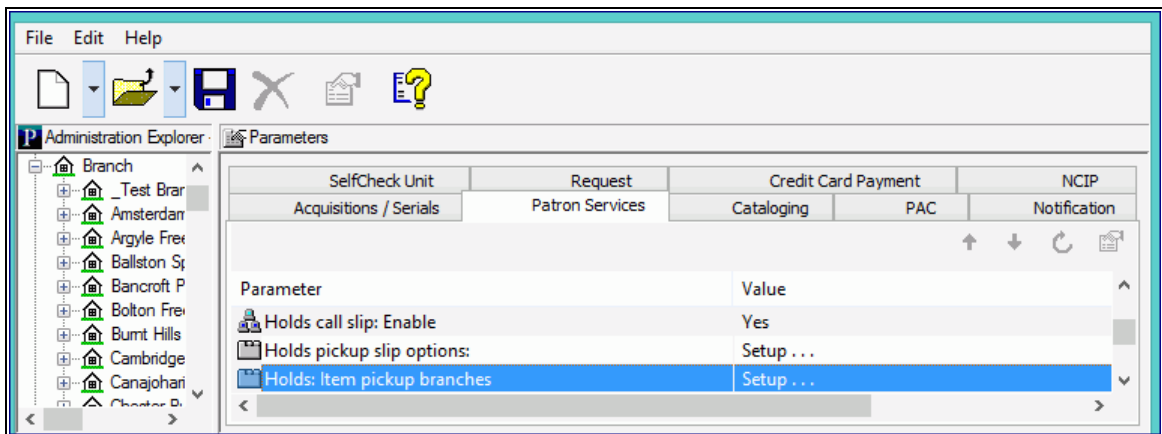 File Edit Help
P Administration Explorer - Parameters
Branch
_Test Bran
Amsterdam
Argyle Free
Ballston Sp
Bancroft P
Bolton Free
Burnt Hills
Cambridge
Canajohari
SelfCheck Unit Request Credit Card Payment NCIP
Acquisitions / Serials Patron Services Cataloging PAC Notification
Parameter Value
Holds call slip: Enable Yes
Holds pickup slip options: Setup . . .
Holds: Item pickup branches Setup . . .